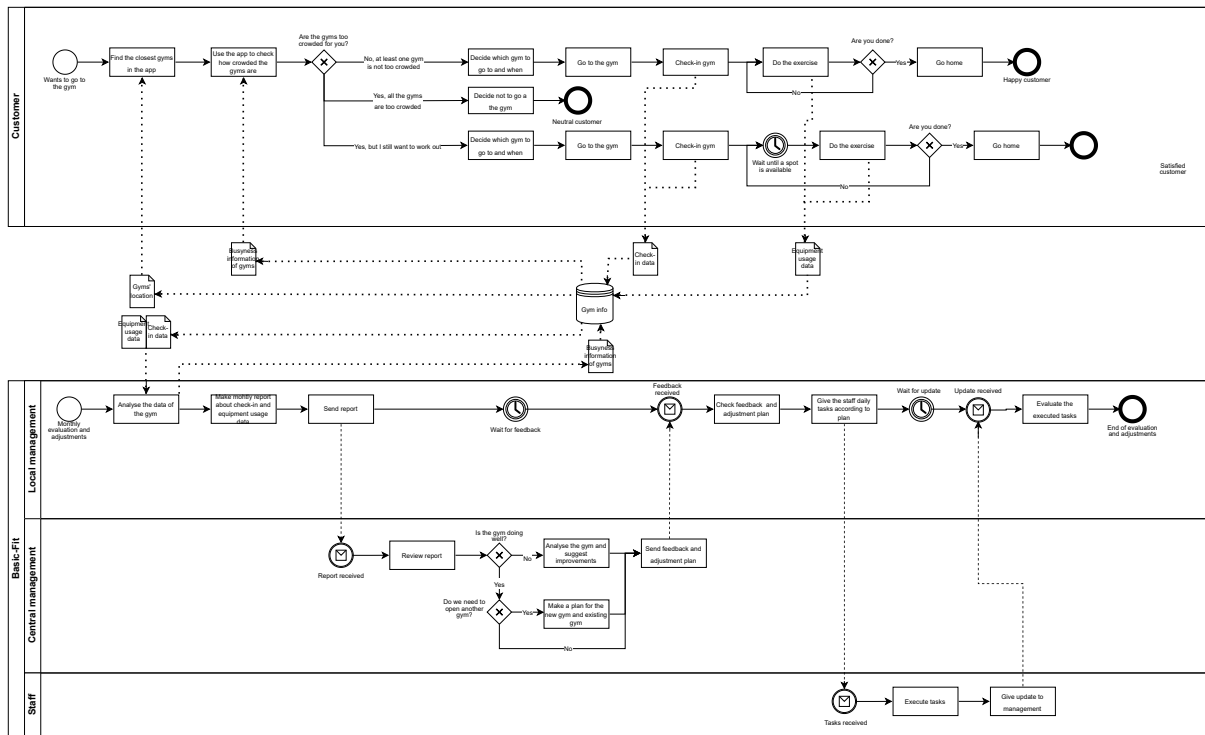 Customer
Wants to go to
the gym
Find the closest gyms
in the app
Use the app to check
how crowded the
gyms are
Are the gyms too
crowded for you?
No, at least one gym
is not too crowded
Decide which gym to
go to and when
Go to the gym
Check-in gym
Do the exercise
Are you done?
Yes
No
Go home
Happy customer
Yes, all the gyms
are too crowded
Decide not to go a
the gym
Neutral customer
Yes, but I still want to work out
Decide which gym to
go to and when
Go to the gym
Check-in gym
Wait until a spot
is available
Do the exercise
Are you done?
Yes
No
Go home
Satisfied
customer
Busyness
information
of gyms
Check-
in data
Equipment
usage
data
Gyms'
location
Gym info
Equipment
usage
data
Check-
in data
Busyness
information
of gyms
Basic-Fit
Local management
Monthly
evaluation and
adjustments
Analyse the data of
the gym
Make montly report
about check-in and
equipment usage
data
Send report
Wait for feedback
Feedback
received
Check feedback and
adjustment plan
Give the staff daily
tasks according to
plan
Wait for update
Update received
Evaluate the
executed tasks
End of evaluation
and adjustments
Central management
Report received
Review report
Is the gym doing
well?
No
Analyse the gym and
suggest
improvements
Send feedback and
adjustment plan
Yes
Do we need to
open another
gym?
Yes
Make a plan for the
new gym and existing
gym
No
Staff
Tasks received
Execute tasks
Give update to
management